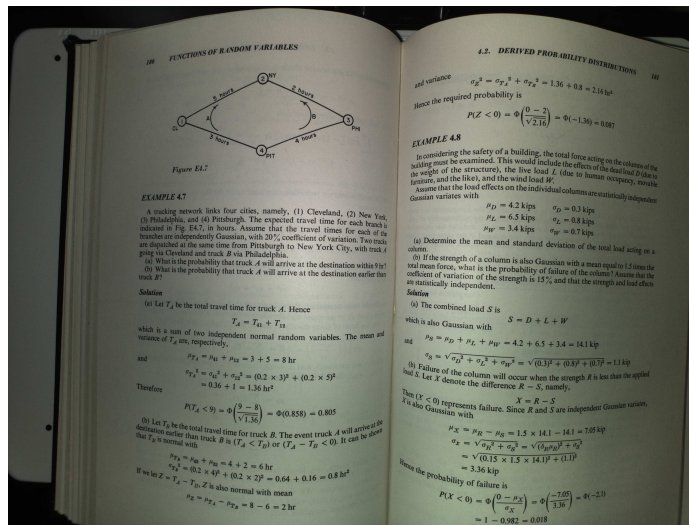 180 FUNCTIONS OF RANDOM VARIABLES
NY
2
5 hours
2 hours
A
B
1
CL
3
PHI
3 hours
4 hours
4
PIT
Figure E4.7
EXAMPLE 4.7
A trucking network links four cities, namely, (1) Cleveland, (2) New York,
(3) Philadelphia, and (4) Pittsburgh. The expected travel time for each branch is
indicated in Fig. E4.7, in hours. Assume that the travel times for each of the
branches are independently Gaussian, with 20% coefficient of variation. Two trucks
are dispatched at the same time from Pittsburgh to New York City, with truck A
going via Cleveland and truck B via Philadelphia.
(a) What is the probability that truck A will arrive at the destination within 9 hr?
(b) What is the probability that truck A will arrive at the destination earlier than
truck B?
Solution
(a) Let T_A be the total travel time for truck A. Hence
T_A = T_41 + T_12
which is a sum of two independent normal random variables. The mean and
variance of T_A are, respectively,
μ_TA = μ_41 + μ_12 = 3 + 5 = 8 hr
and
σ_TA² = σ_41² + σ_12² = (0.2 × 3)² + (0.2 × 5)²
= 0.36 + 1 = 1.36 hr²
Therefore
P(T_A < 9) = Φ((9 − 8)/√1.36) = Φ(0.858) = 0.805
(b) Let T_B be the total travel time for truck B. The event truck A will arrive at the
destination earlier than truck B is (T_A < T_B) or (T_A − T_B < 0). It can be shown
that T_B is normal with
μ_TB = μ_43 + μ_32 = 4 + 2 = 6 hr
σ_TB² = (0.2 × 4)² + (0.2 × 2)² = 0.64 + 0.16 = 0.8 hr²
If we let Z = T_A − T_B, Z is also normal with mean
μ_Z = μ_TA − μ_TB = 8 − 6 = 2 hr
4.2. DERIVED PROBABILITY DISTRIBUTIONS 181
and variance
σ_Z² = σ_TA² + σ_TB² = 1.36 + 0.8 = 2.16 hr²
Hence the required probability is
P(Z < 0) = Φ((0 − 2)/√2.16) = Φ(−1.36) = 0.087
EXAMPLE 4.8
In considering the safety of a building, the total force acting on the columns of the
building must be examined. This would include the effects of the dead load D (due to
the weight of the structure), the live load L (due to human occupancy, movable
furniture, and the like), and the wind load W.
Assume that the load effects on the individual columns are statistically independent
Gaussian variates with
μ_D = 4.2 kips σ_D = 0.3 kips
μ_L = 6.5 kips σ_L = 0.8 kips
μ_W = 3.4 kips σ_W = 0.7 kips
(a) Determine the mean and standard deviation of the total load acting on a
column.
(b) If the strength of a column is also Gaussian with a mean equal to 1.5 times the
total mean force, what is the probability of failure of the column? Assume that the
coefficient of variation of the strength is 15% and that the strength and load effects
are statistically independent.
Solution
(a) The combined load S is
S = D + L + W
which is also Gaussian with
μ_S = μ_D + μ_L + μ_W = 4.2 + 6.5 + 3.4 = 14.1 kip
and
σ_S = √(σ_D² + σ_L² + σ_W²) = √((0.3)² + (0.8)² + (0.7)²) = 1.1 kip
(b) Failure of the column will occur when the strength R is less than the applied
load S. Let X denote the difference R − S, namely,
X = R − S
Then (X < 0) represents failure. Since R and S are independent Gaussian variates,
X is also Gaussian with
μ_X = μ_R − μ_S = 1.5 × 14.1 − 14.1 = 7.05 kip
σ_X = √(σ_R² + σ_S²) = √((δ_R μ_R)² + σ_S²)
= √((0.15 × 1.5 × 14.1)² + (1.1)²)
= 3.36 kip
Hence the probability of failure is
P(X < 0) = Φ((0 − μ_X)/σ_X) = Φ((−7.05)/3.36) = Φ(−2.1)
= 1 − 0.982 = 0.018